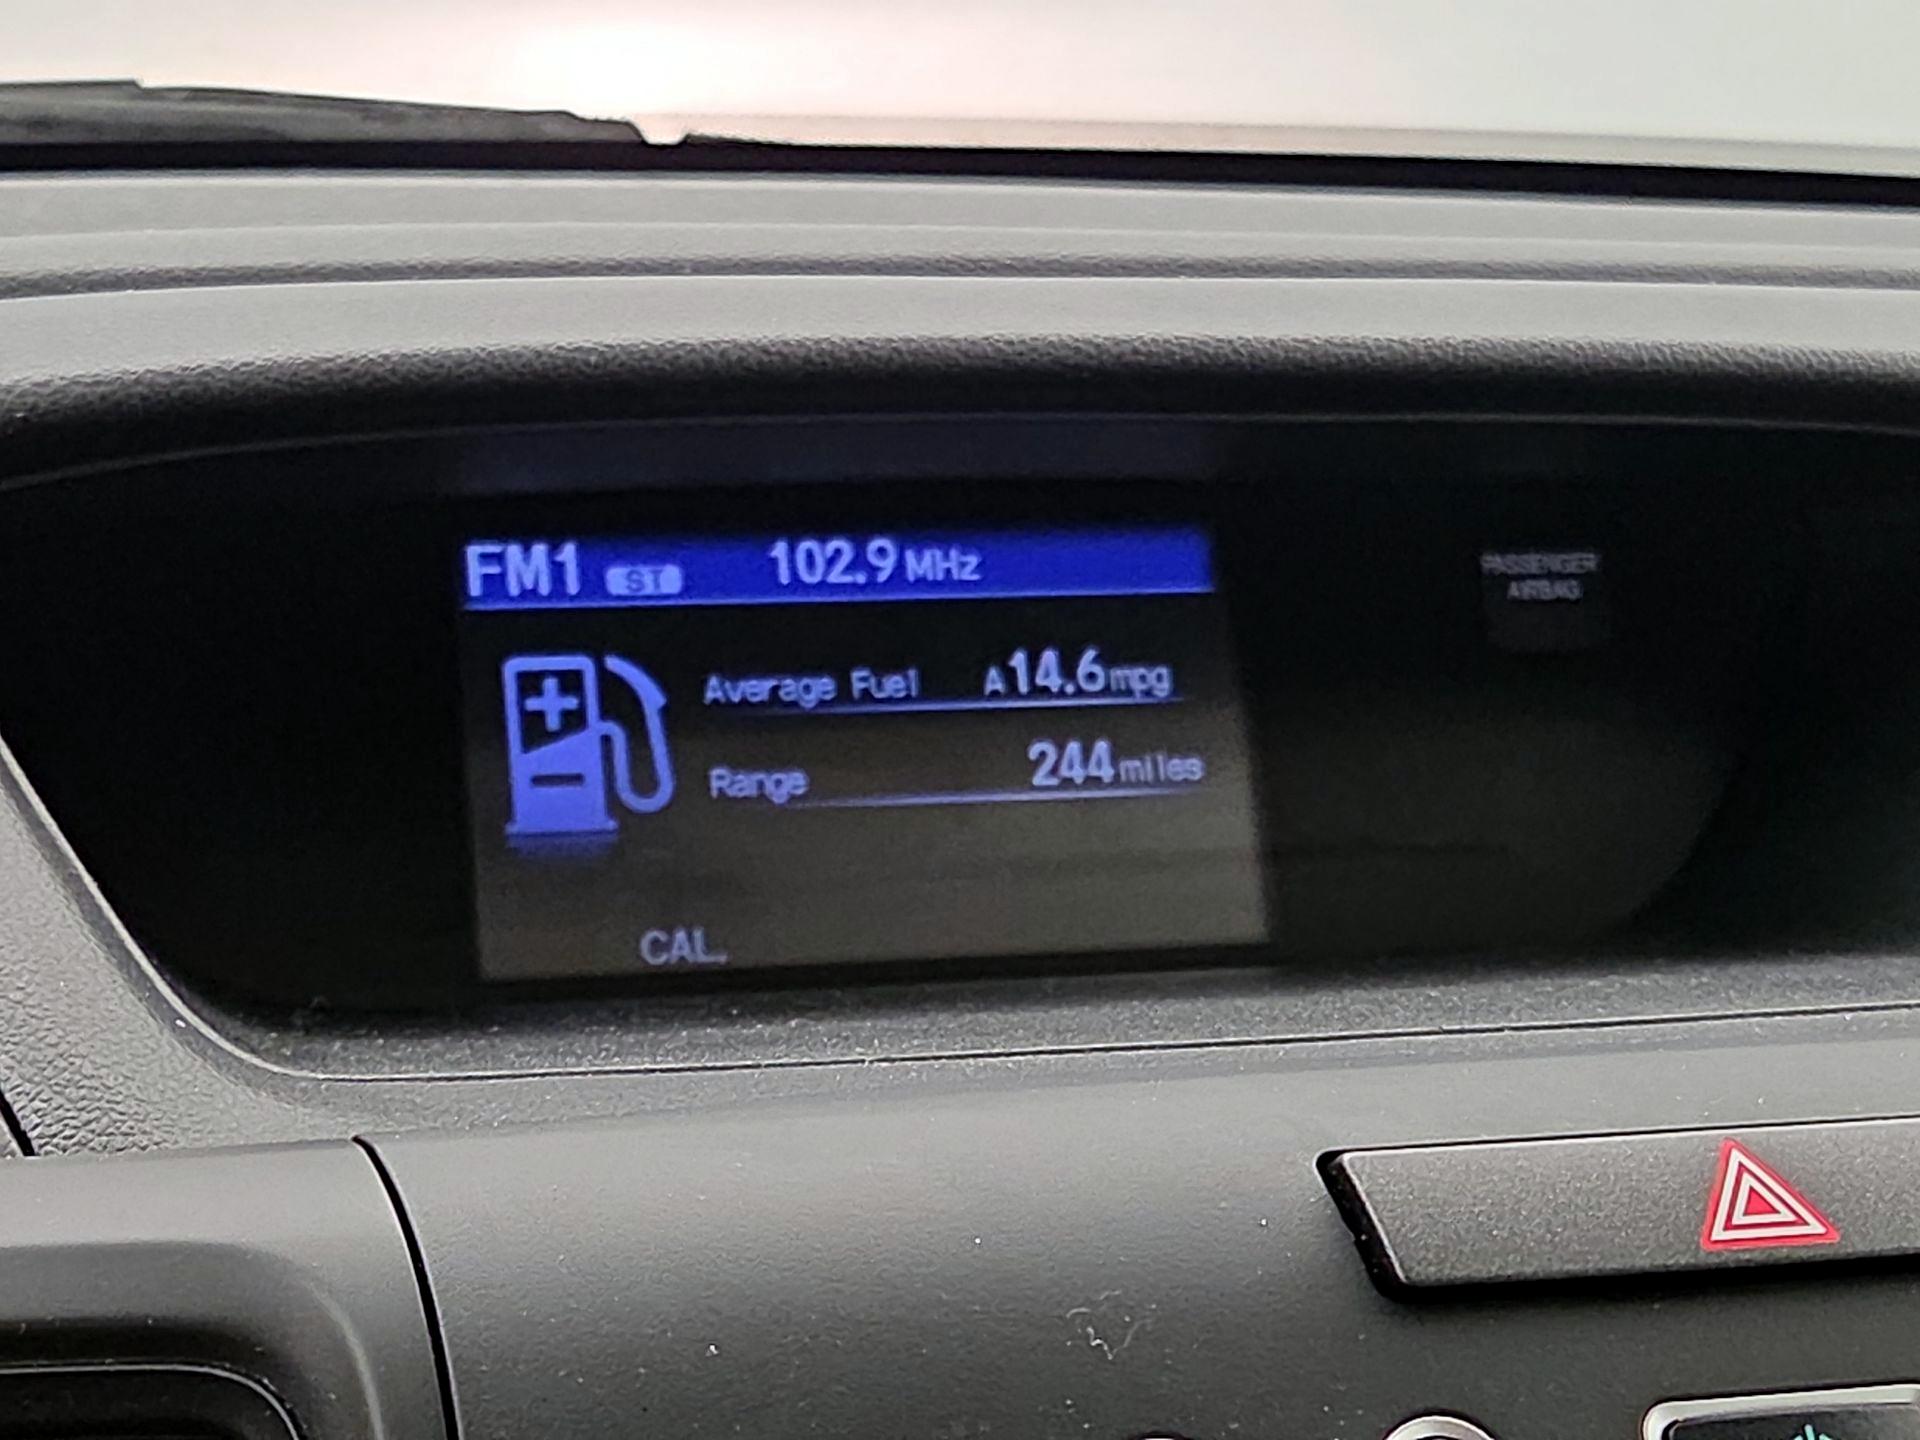 FM1 ST 102.9 MHz
Average Fuel A 14.6 mpg
Range 244 miles
CAL.
PASSENGER
AIRBAG